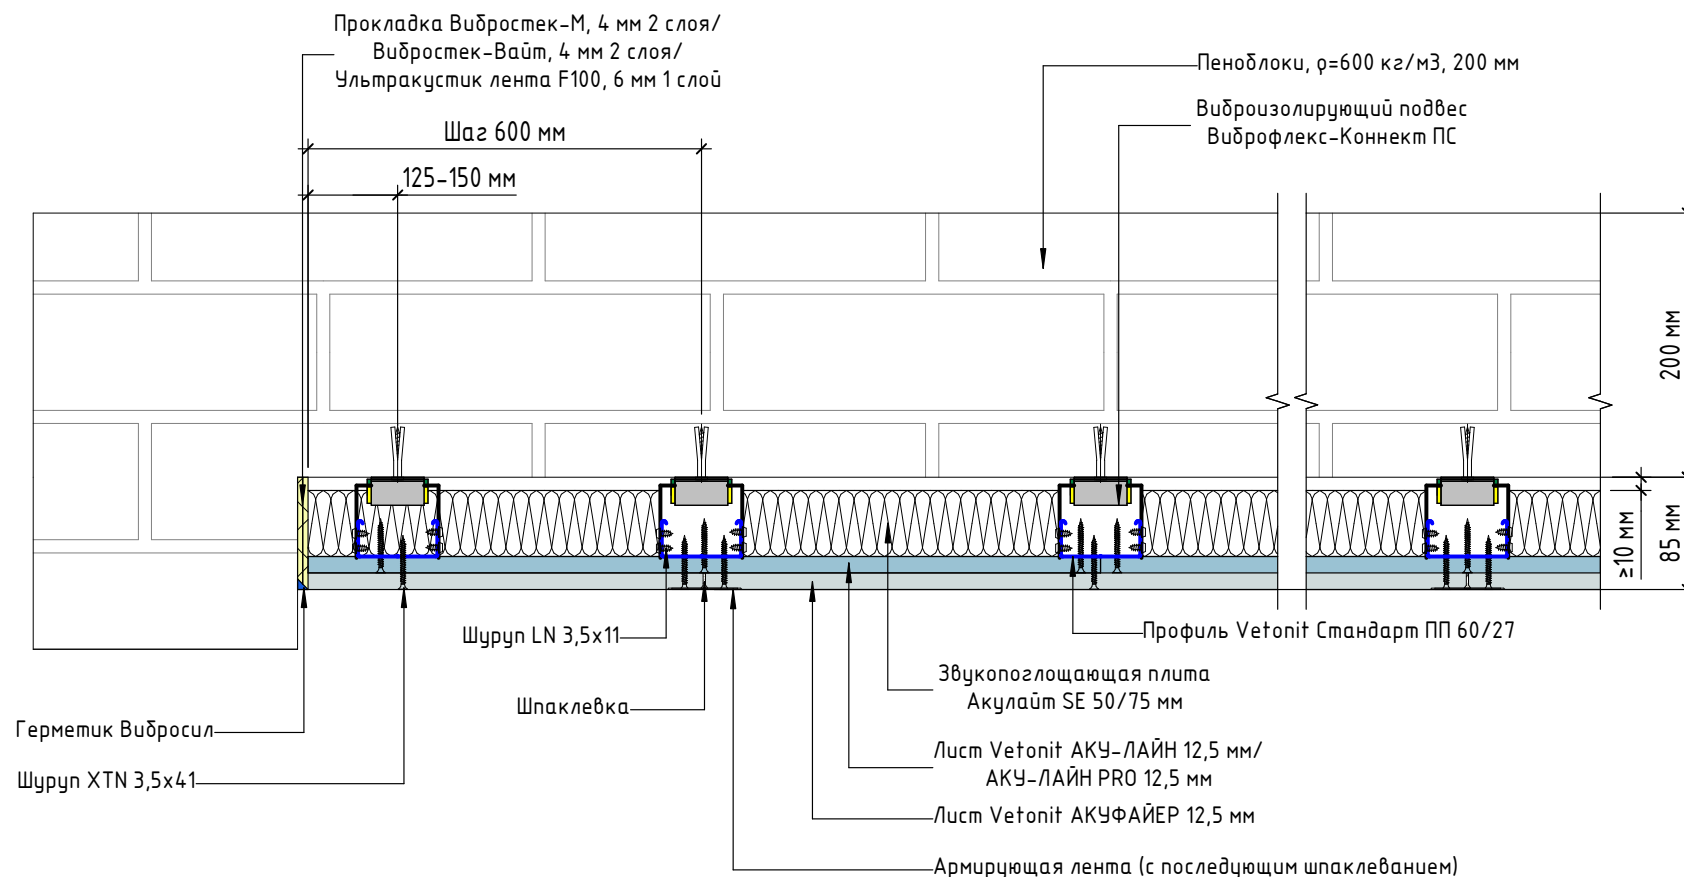 Прокладка Вибростек-М, 4 мм 2 слоя/
Вибростек-Вайт, 4 мм 2 слоя/
Ультракустик лента F100, 6 мм 1 слой
Пеноблоки, ρ=600 кг/м3, 200 мм
Виброизолирующий подвес
Виброфлекс-Коннект ПС
Шаг 600 мм
125-150 мм
200 мм
≥10 мм
85 мм
Шуруп LN 3,5x11
Профиль Vetonit Стандарт ПП 60/27
Звукопоглощающая плита
Акулайт SE 50/75 мм
Шпаклевка
Герметик Вибросил
Лист Vetonit АКУ-ЛАЙН 12,5 мм/
АКУ-ЛАЙН PRO 12,5 мм
Шуруп XTN 3,5x41
Лист Vetonit АКУФАЙЕР 12,5 мм
Армирующая лента (с последующим шпаклеванием)